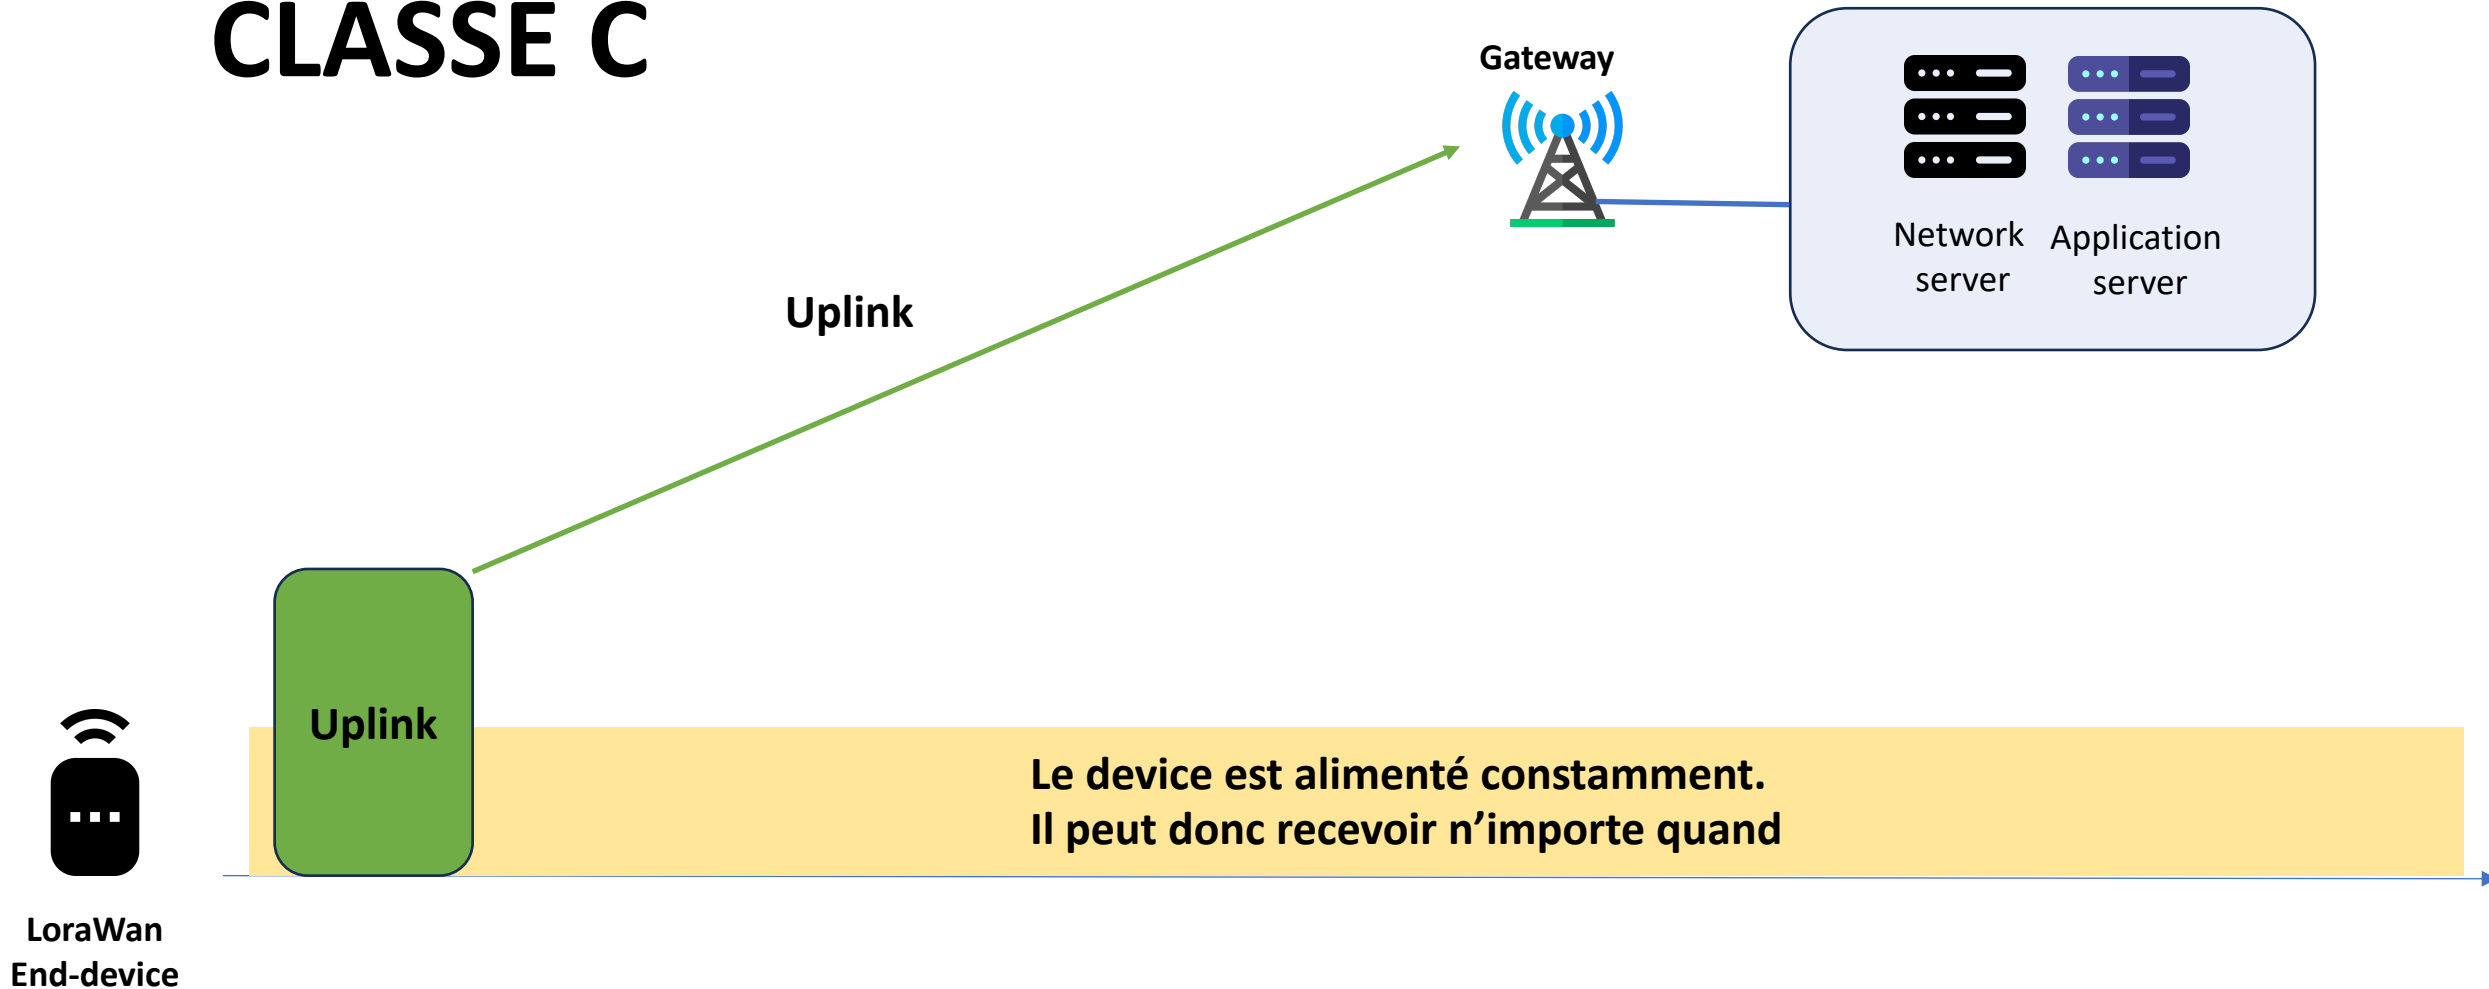 CLASSE C
Gateway
Network
server
Application
server
Uplink
Uplink
Le device est alimenté constamment.
Il peut donc recevoir n’importe quand
LoraWan
End-device